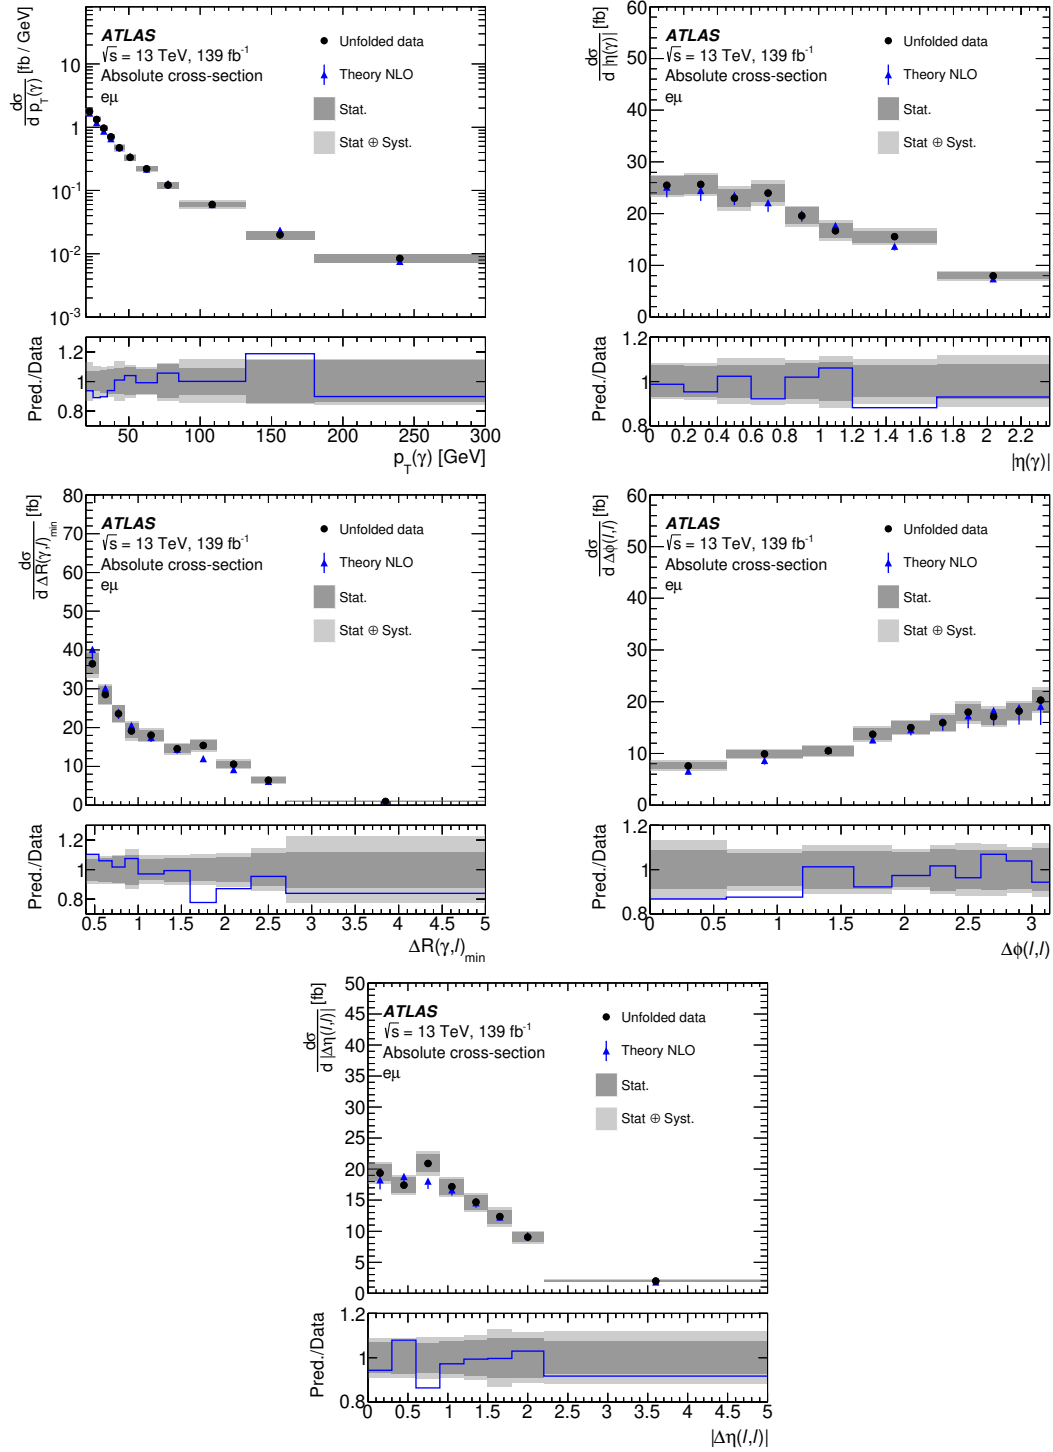 ATLAS
√s = 13 TeV, 139 fb⁻¹
Absolute cross-section
eμ
Unfolded data
Theory NLO
Stat.
Stat ⊕ Syst.
dσ / d p_T(γ) [fb / GeV]
10
1
10⁻¹
10⁻²
10⁻³
Pred./Data
1.2
1
0.8
50 100 150 200 250 300
p_T(γ) [GeV]
ATLAS
√s = 13 TeV, 139 fb⁻¹
Absolute cross-section
eμ
Unfolded data
Theory NLO
Stat.
Stat ⊕ Syst.
dσ / d |η(γ)| [fb]
60
50
40
30
20
10
0
Pred./Data
1.2
1
0.8
0 0.2 0.4 0.6 0.8 1 1.2 1.4 1.6 1.8 2 2.2
|η(γ)|
ATLAS
√s = 13 TeV, 139 fb⁻¹
Absolute cross-section
eμ
Unfolded data
Theory NLO
Stat.
Stat ⊕ Syst.
dσ / d ΔR(γ,l)_min [fb]
80
70
60
50
40
30
20
10
0
Pred./Data
1.2
1
0.8
0.5 1 1.5 2 2.5 3 3.5 4 4.5 5
ΔR(γ,l)_min
ATLAS
√s = 13 TeV, 139 fb⁻¹
Absolute cross-section
eμ
Unfolded data
Theory NLO
Stat.
Stat ⊕ Syst.
dσ / d Δϕ(l,l) [fb]
60
50
40
30
20
10
0
Pred./Data
1.2
1
0.8
0 0.5 1 1.5 2 2.5 3
Δϕ(l,l)
ATLAS
√s = 13 TeV, 139 fb⁻¹
Absolute cross-section
eμ
Unfolded data
Theory NLO
Stat.
Stat ⊕ Syst.
dσ / d |Δη(l,l)| [fb]
50
45
40
35
30
25
20
15
10
5
0
Pred./Data
1.2
1
0.8
0 0.5 1 1.5 2 2.5 3 3.5 4 4.5 5
|Δη(l,l)|